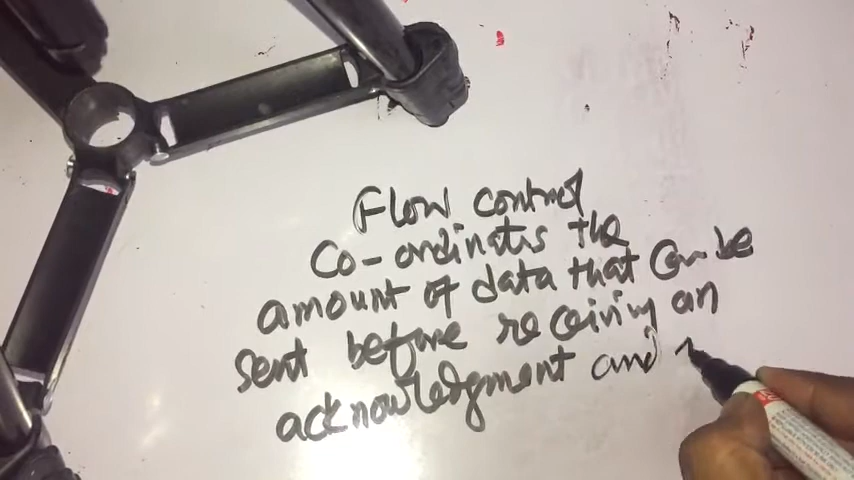 Flow control
Co-ordinates the
amount of data that can be
sent before receiving an
acknowledgment and